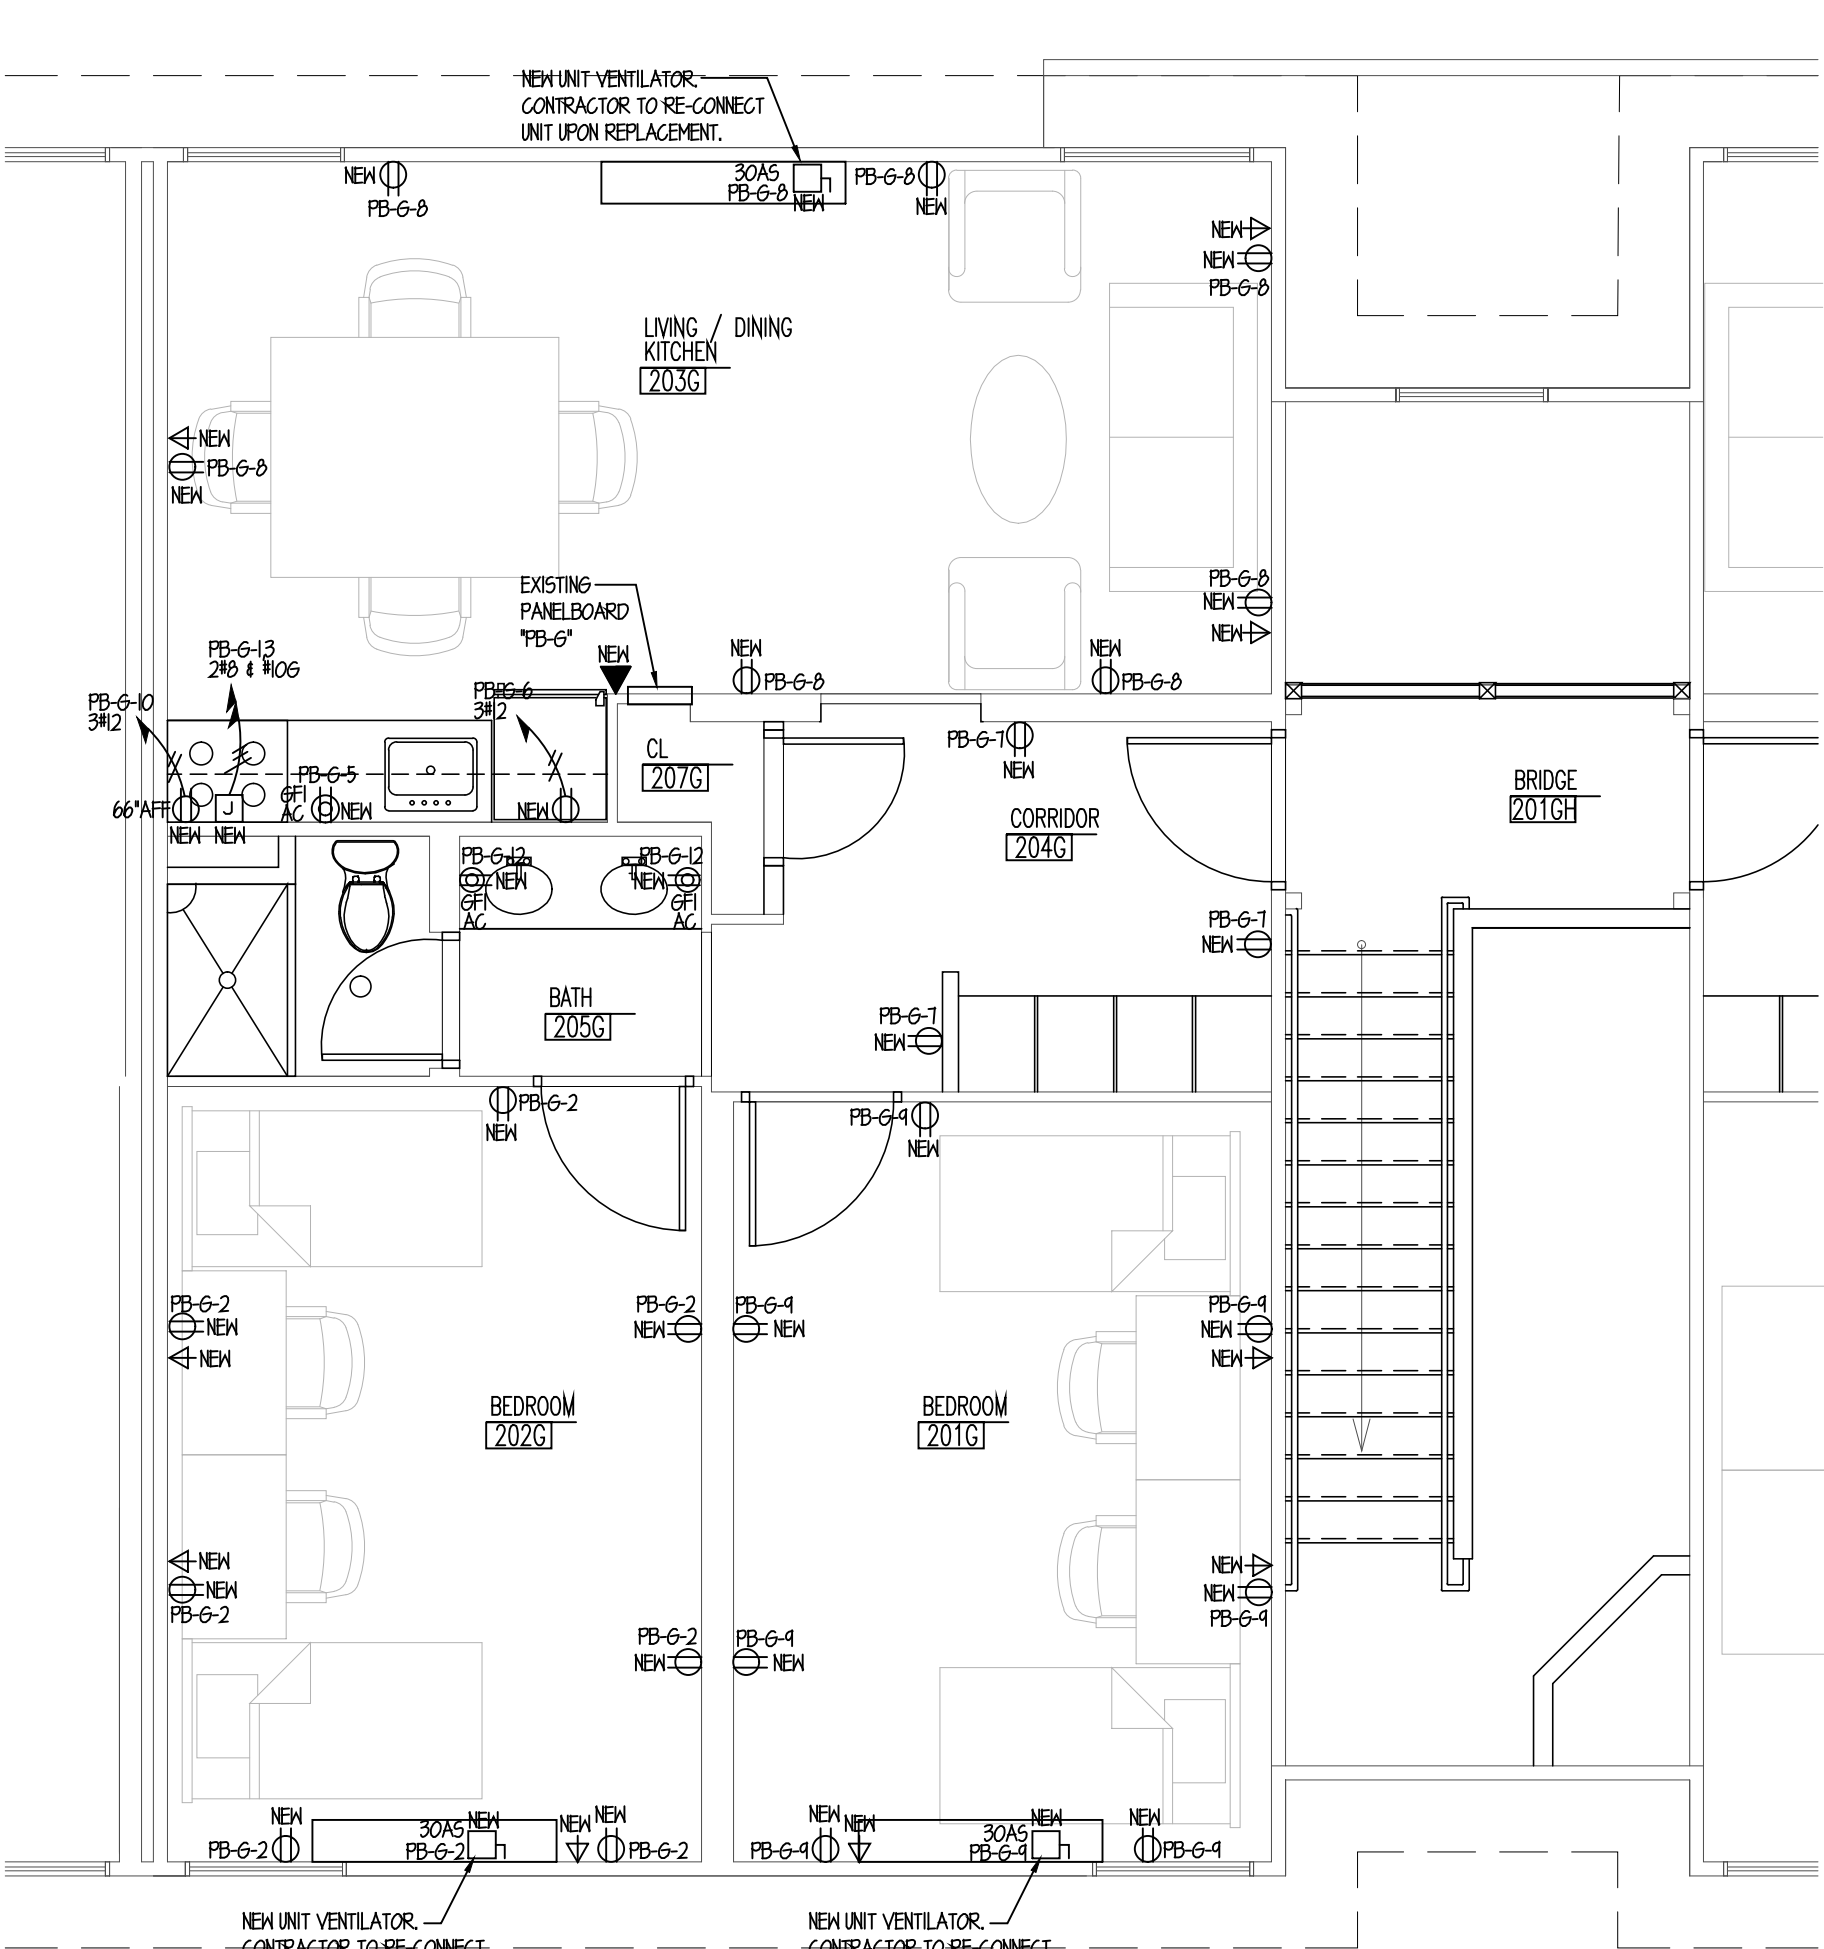 NEW UNIT VENTILATOR.
CONTRACTOR TO RE-CONNECT
UNIT UPON REPLACEMENT.
NEW
PB-G-8
30AS
PB-G-8
NEW
PB-G-8
NEW
NEW
NEW
PB-G-8
LIVING / DINING
KITCHEN
203G
NEW
PB-G-8
NEW
EXISTING
PANELBOARD
"PB-G"
PB-G-8
NEW
NEW
PB-G-13
2#8 & #10G
NEW
NEW
PB-G-8
NEW
PB-G-8
PB-G-10
3#12
PB-G-6
3#12
PB-G-7
NEW
CL
207G
PB-G-5
GFI
AC
NEW
66"AFF
NEW
J
NEW
NEW
BRIDGE
201GH
CORRIDOR
204G
PB-G-12
NEW
GFI
AC
PB-G-12
NEW
GFI
AC
PB-G-7
NEW
BATH
205G
PB-G-7
NEW
PB-G-2
NEW
PB-G-9
NEW
PB-G-2
NEW
NEW
PB-G-2
NEW
PB-G-9
NEW
PB-G-9
NEW
NEW
BEDROOM
202G
BEDROOM
201G
NEW
NEW
PB-G-2
NEW
NEW
PB-G-9
PB-G-2
NEW
PB-G-9
NEW
NEW
PB-G-2
30AS
PB-G-2
NEW
NEW
NEW
PB-G-2
NEW
PB-G-9
NEW
30AS
PB-G-9
NEW
NEW
PB-G-9
NEW UNIT VENTILATOR.
CONTRACTOR TO RE-CONNECT
NEW UNIT VENTILATOR.
CONTRACTOR TO RE-CONNECT